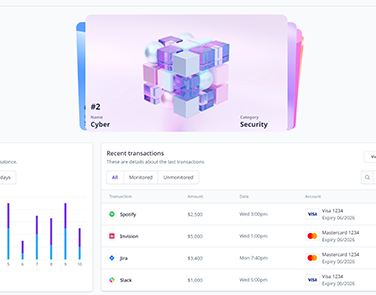 #2
Name
Category
Cyber
Security
balance.
days
5 6 7 8 9 10
Recent transactions
These are details about the last transactions
All Monitored Unmonitored
Transaction Amount Date Account
Spotify $2,500 Wed 3:00pm VISA Visa 1234
Expiry 06/2026
Invision $5,000 Wed 1:00pm Mastercard 1234
Expiry 06/2026
Jira $3,400 Mon 7:40pm Mastercard 1234
Expiry 06/2026
Slack $1,000 Wed 5:00pm VISA Visa 1234
Expiry 06/2026